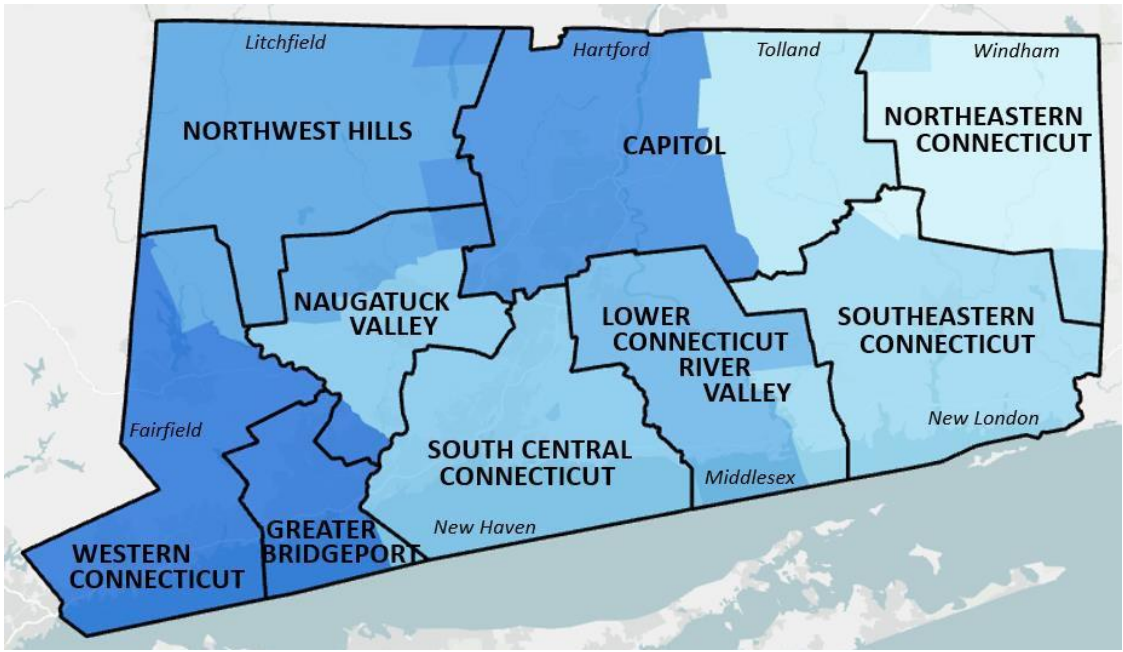 Litchfield
Hartford
Tolland
Windham
NORTHWEST HILLS
CAPITOL
NORTHEASTERN
CONNECTICUT
NAUGATUCK
VALLEY
LOWER
CONNECTICUT
RIVER
VALLEY
SOUTHEASTERN
CONNECTICUT
Fairfield
New London
SOUTH CENTRAL
CONNECTICUT
Middlesex
New Haven
GREATER
BRIDGEPORT
WESTERN
CONNECTICUT